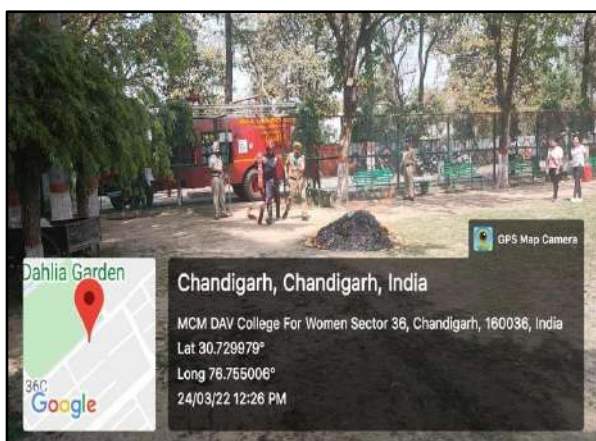 GPS Map Camera
Dahlia Garden
36C
Google
Chandigarh, Chandigarh, India
MCM DAV College For Women Sector 36, Chandigarh, 160036, India
Lat 30.729979°
Long 76.755006°
24/03/22 12:26 PM